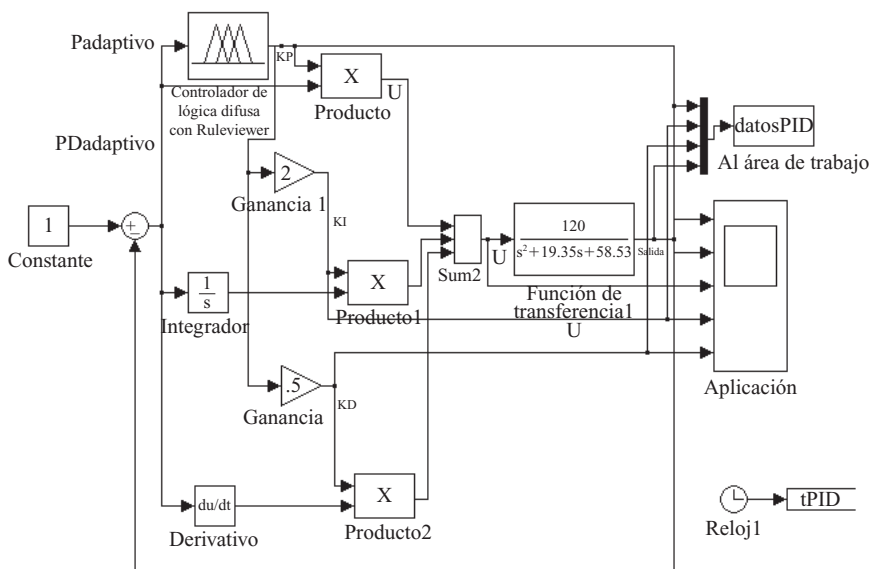 Padaptivo
KP
X
U
Controlador de
lógica difusa
con Ruleviewer
Producto
PDadaptivo
datosPID
Al área de trabajo
2
Ganancia 1
KI
1
Constante
+
−
120
s²+19.35s+58.53
Salida
U
Sum2
Función de
transferencia1
U
1
s
Integrador
X
Producto1
.5
Ganancia
KD
Aplicación
X
Producto2
du/dt
Derivativo
Reloj1
tPID